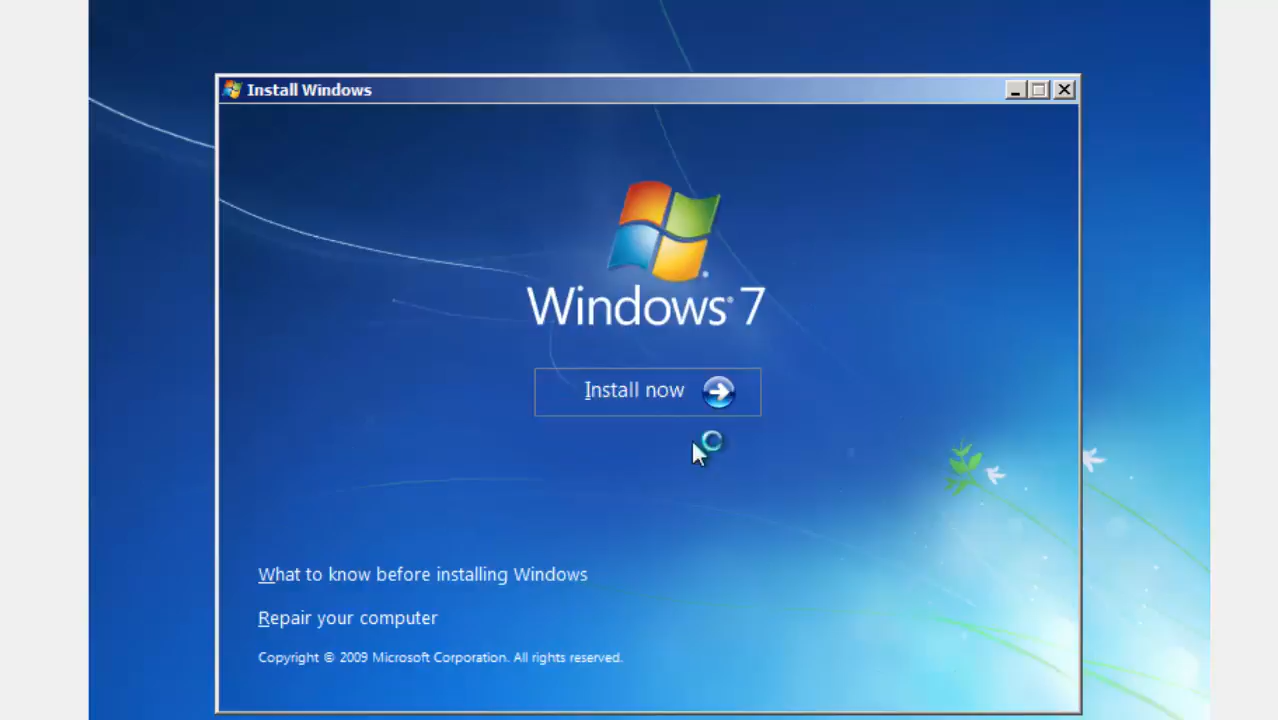 Install Windows
Windows® 7
Install now
What to know before installing Windows
Repair your computer
Copyright © 2009 Microsoft Corporation. All rights reserved.